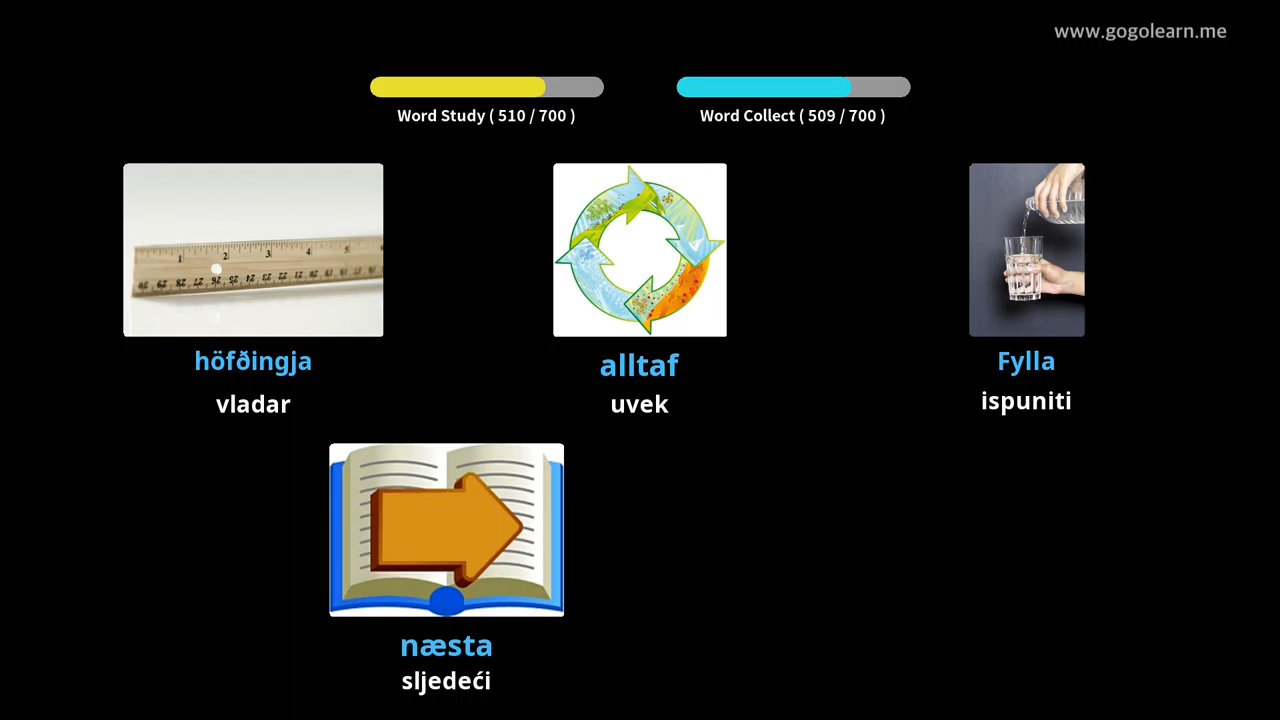 www.gogolearn.me
Word Study ( 510 / 700 )
Word Collect ( 509 / 700 )
höfðingja
alltaf
Fylla
vladar
uvek
ispuniti
næsta
sljedeći